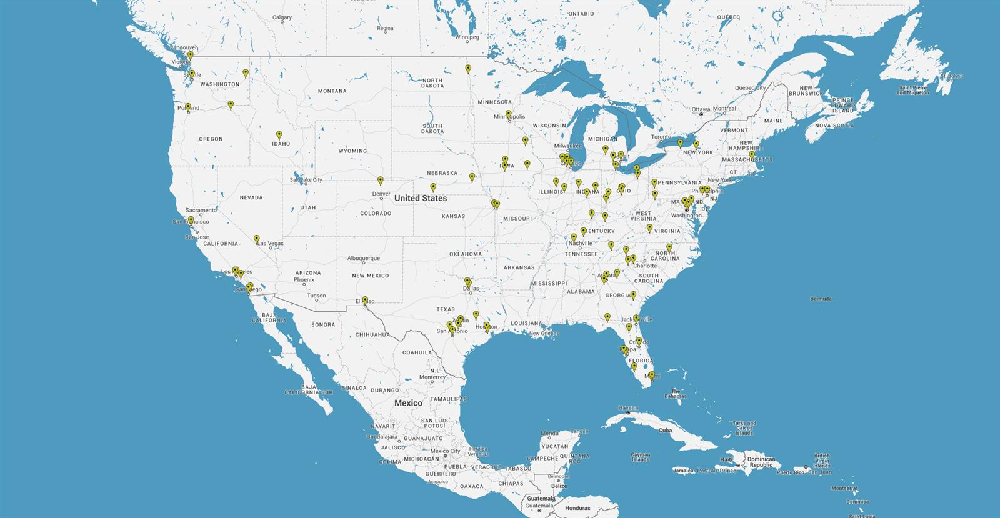 ONTARIO
QUÉBEC
Calgary
Regina
Winnipeg
Vancouver
Victoria
Seattle
WASHINGTON
NORTH
DAKOTA
MONTANA
MINNESOTA
Québec City
NEW
BRUNSWICK
St. John's
Saint Pierre
and Miquelon
PRINCE
EDWARD
ISLAND
Portland
Minneapolis
Ottawa
Montreal
MAINE
NOVA SCOTIA
OREGON
IDAHO
SOUTH
DAKOTA
WISCONSIN
MICHIGAN
Toronto
VERMONT
WYOMING
Milwaukee
NEW YORK
NEW
HAMPSHIRE
MASSACHUSETTS
Detroit
Chicago
IOWA
CT
RI
NEBRASKA
Salt Lake City
PENNSYLVANIA
New York
NEVADA
Denver
United States
ILLINOIS
INDIANA
OHIO
Philadelphia
NJ
MARYLAND
DE
Sacramento
UTAH
COLORADO
KANSAS
MISSOURI
WEST
VIRGINIA
Washington
San Francisco
San Jose
CALIFORNIA
Las Vegas
KENTUCKY
VIRGINIA
Nashville
TENNESSEE
NORTH
CAROLINA
Albuquerque
OKLAHOMA
ARKANSAS
Charlotte
Los Angeles
ARIZONA
Phoenix
NEW MEXICO
Atlanta
SOUTH
CAROLINA
MISSISSIPPI
ALABAMA
GEORGIA
San Diego
Tucson
El Paso
Dallas
Bermuda
BAJA
CALIFORNIA
SONORA
TEXAS
Austin
San Antonio
Houston
LOUISIANA
New Orleans
Jacksonville
CHIHUAHUA
Orlando
Tampa
COAHUILA
FLORIDA
N.L.
Monterrey
Miami
BAJA
CALIFORNIA SUR
SINALOA
DURANGO
The
Bahamas
Mexico
TAMAULIPAS
Havana
NAYARIT
SAN LUIS
POTOSÍ
Turks and
Caicos
Islands
Cuba
Guadalajara
GUANAJUATO
Merida
Cancún
JALISCO
Mexico City
Heroica
Veracruz
YUCATÁN
COLIMA
MICHOACÁN
CAMPECHE
QUINTANA
ROO
Cayman
Islands
Haiti
Dominican
Republic
British
Virgin
Islands
PUEBLA
VERACRUZ
TABASCO
Jamaica
Port-au-Prince
Puerto Rico
San Juan
GUERRERO
Acapulco
OAXACA
CHIAPAS
Belmopan
Belize
Montserrat
Guatemala
Guatemala
Honduras
Dominica
Saint Lucia